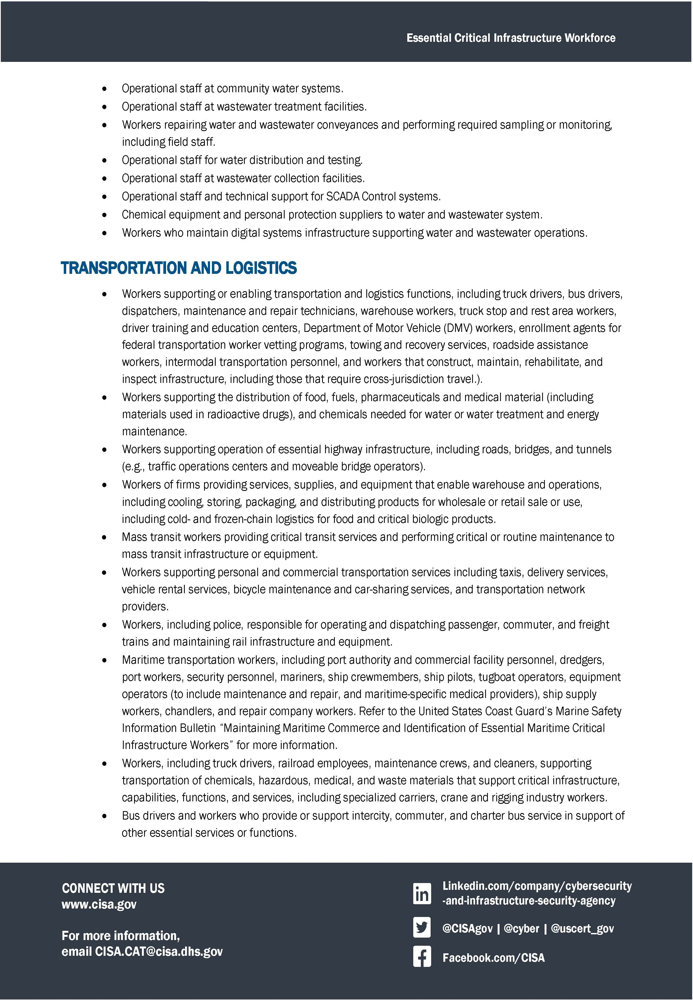 Essential Critical Infrastructure Workforce
• Operational staff at community water systems.
• Operational staff at wastewater treatment facilities.
• Workers repairing water and wastewater conveyances and performing required sampling or monitoring,
including field staff.
• Operational staff for water distribution and testing.
• Operational staff at wastewater collection facilities.
• Operational staff and technical support for SCADA Control systems.
• Chemical equipment and personal protection suppliers to water and wastewater system.
• Workers who maintain digital systems infrastructure supporting water and wastewater operations.
TRANSPORTATION AND LOGISTICS
• Workers supporting or enabling transportation and logistics functions, including truck drivers, bus drivers,
dispatchers, maintenance and repair technicians, warehouse workers, truck stop and rest area workers,
driver training and education centers, Department of Motor Vehicle (DMV) workers, enrollment agents for
federal transportation worker vetting programs, towing and recovery services, roadside assistance
workers, intermodal transportation personnel, and workers that construct, maintain, rehabilitate, and
inspect infrastructure, including those that require cross-jurisdiction travel.).
• Workers supporting the distribution of food, fuels, pharmaceuticals and medical material (including
materials used in radioactive drugs), and chemicals needed for water or water treatment and energy
maintenance.
• Workers supporting operation of essential highway infrastructure, including roads, bridges, and tunnels
(e.g., traffic operations centers and moveable bridge operators).
• Workers of firms providing services, supplies, and equipment that enable warehouse and operations,
including cooling, storing, packaging, and distributing products for wholesale or retail sale or use,
including cold- and frozen-chain logistics for food and critical biologic products.
• Mass transit workers providing critical transit services and performing critical or routine maintenance to
mass transit infrastructure or equipment.
• Workers supporting personal and commercial transportation services including taxis, delivery services,
vehicle rental services, bicycle maintenance and car-sharing services, and transportation network
providers.
• Workers, including police, responsible for operating and dispatching passenger, commuter, and freight
trains and maintaining rail infrastructure and equipment.
• Maritime transportation workers, including port authority and commercial facility personnel, dredgers,
port workers, security personnel, mariners, ship crewmembers, ship pilots, tugboat operators, equipment
operators (to include maintenance and repair, and maritime-specific medical providers), ship supply
workers, chandlers, and repair company workers. Refer to the United States Coast Guard’s Marine Safety
Information Bulletin “Maintaining Maritime Commerce and Identification of Essential Maritime Critical
Infrastructure Workers” for more information.
• Workers, including truck drivers, railroad employees, maintenance crews, and cleaners, supporting
transportation of chemicals, hazardous, medical, and waste materials that support critical infrastructure,
capabilities, functions, and services, including specialized carriers, crane and rigging industry workers.
• Bus drivers and workers who provide or support intercity, commuter, and charter bus service in support of
other essential services or functions.
CONNECT WITH US
www.cisa.gov
For more information,
email CISA.CAT@cisa.dhs.gov
in
Linkedin.com/company/cybersecurity
-and-infrastructure-security-agency
@CISAgov | @cyber | @uscert_gov
f
Facebook.com/CISA